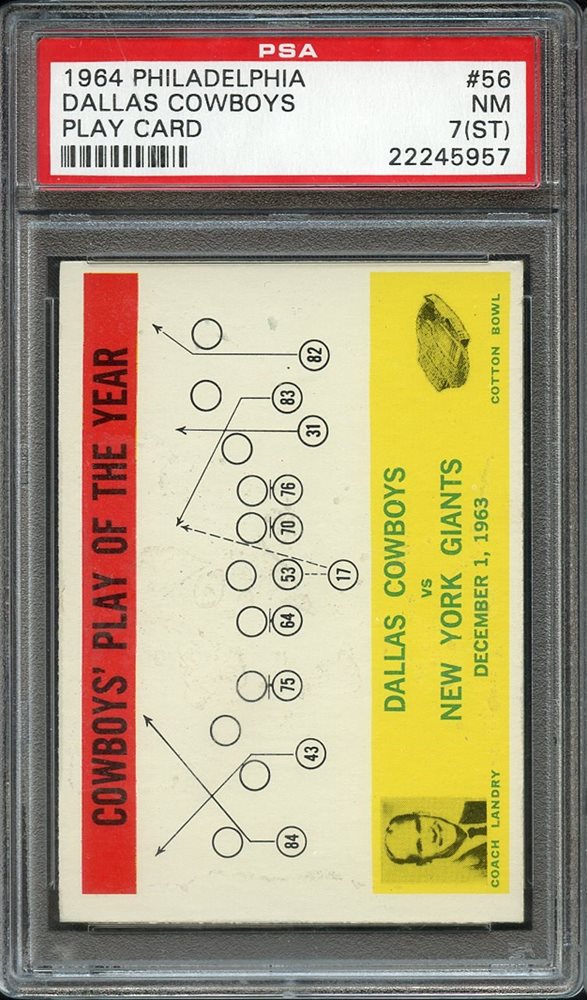 PSA
1964 PHILADELPHIA #56
DALLAS COWBOYS NM
PLAY CARD 7(ST)
22245957
COWBOYS' PLAY OF THE YEAR
84
43
75
64
53
17
70
76
31
83
82
COACH LANDRY
DALLAS COWBOYS
VS
NEW YORK GIANTS
DECEMBER 1, 1963
COTTON BOWL